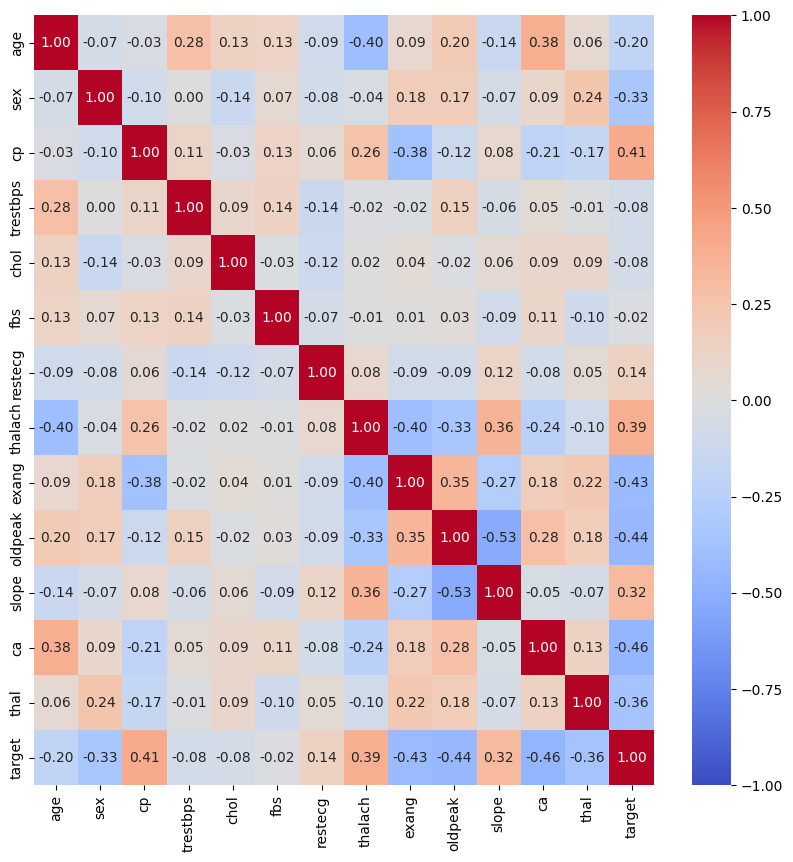 age 1.00 -0.07 -0.03 0.28 0.13 0.13 -0.09 -0.40 0.09 0.20 -0.14 0.38 0.06 -0.20
sex -0.07 1.00 -0.10 0.00 -0.14 0.07 -0.08 -0.04 0.18 0.17 -0.07 0.09 0.24 -0.33
cp -0.03 -0.10 1.00 0.11 -0.03 0.13 0.06 0.26 -0.38 -0.12 0.08 -0.21 -0.17 0.41
trestbps 0.28 0.00 0.11 1.00 0.09 0.14 -0.14 -0.02 -0.02 0.15 -0.06 0.05 -0.01 -0.08
chol 0.13 -0.14 -0.03 0.09 1.00 -0.03 -0.12 0.02 0.04 -0.02 0.06 0.09 0.09 -0.08
fbs 0.13 0.07 0.13 0.14 -0.03 1.00 -0.07 -0.01 0.01 0.03 -0.09 0.11 -0.10 -0.02
restecg -0.09 -0.08 0.06 -0.14 -0.12 -0.07 1.00 0.08 -0.09 -0.09 0.12 -0.08 0.05 0.14
thalach -0.40 -0.04 0.26 -0.02 0.02 -0.01 0.08 1.00 -0.40 -0.33 0.36 -0.24 -0.10 0.39
exang 0.09 0.18 -0.38 -0.02 0.04 0.01 -0.09 -0.40 1.00 0.35 -0.27 0.18 0.22 -0.43
oldpeak 0.20 0.17 -0.12 0.15 -0.02 0.03 -0.09 -0.33 0.35 1.00 -0.53 0.28 0.18 -0.44
slope -0.14 -0.07 0.08 -0.06 0.06 -0.09 0.12 0.36 -0.27 -0.53 1.00 -0.05 -0.07 0.32
ca 0.38 0.09 -0.21 0.05 0.09 0.11 -0.08 -0.24 0.18 0.28 -0.05 1.00 0.13 -0.46
thal 0.06 0.24 -0.17 -0.01 0.09 -0.10 0.05 -0.10 0.22 0.18 -0.07 0.13 1.00 -0.36
target -0.20 -0.33 0.41 -0.08 -0.08 -0.02 0.14 0.39 -0.43 -0.44 0.32 -0.46 -0.36 1.00
age sex cp trestbps chol fbs restecg thalach exang oldpeak slope ca thal target
1.00
0.75
0.50
0.25
0.00
−0.25
−0.50
−0.75
−1.00